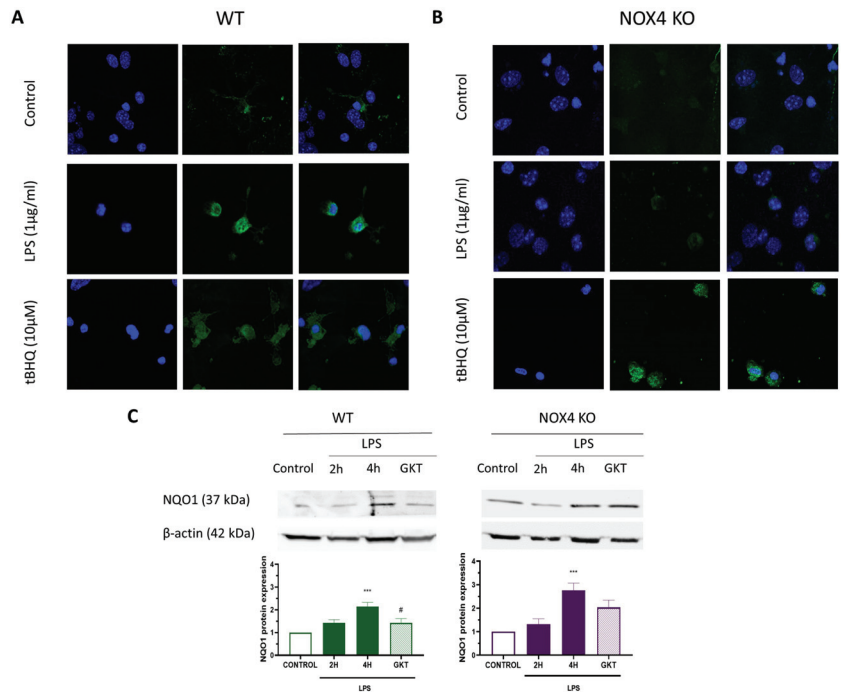 A WT
B NOX4 KO
Control
LPS (1µg/ml)
tBHQ (10µM)
Control
LPS (1µg/ml)
tBHQ (10µM)
C
WT
LPS
Control 2h 4h GKT
NOX4 KO
LPS
Control 2h 4h GKT
NQO1 (37 kDa)
β-actin (42 kDa)
NQO1 protein expression
4
3
2
1
0
***
#
CONTROL 2H 4H GKT
LPS
NQO1 protein expression
4
3
2
1
0
***
CONTROL 2H 4H GKT
LPS